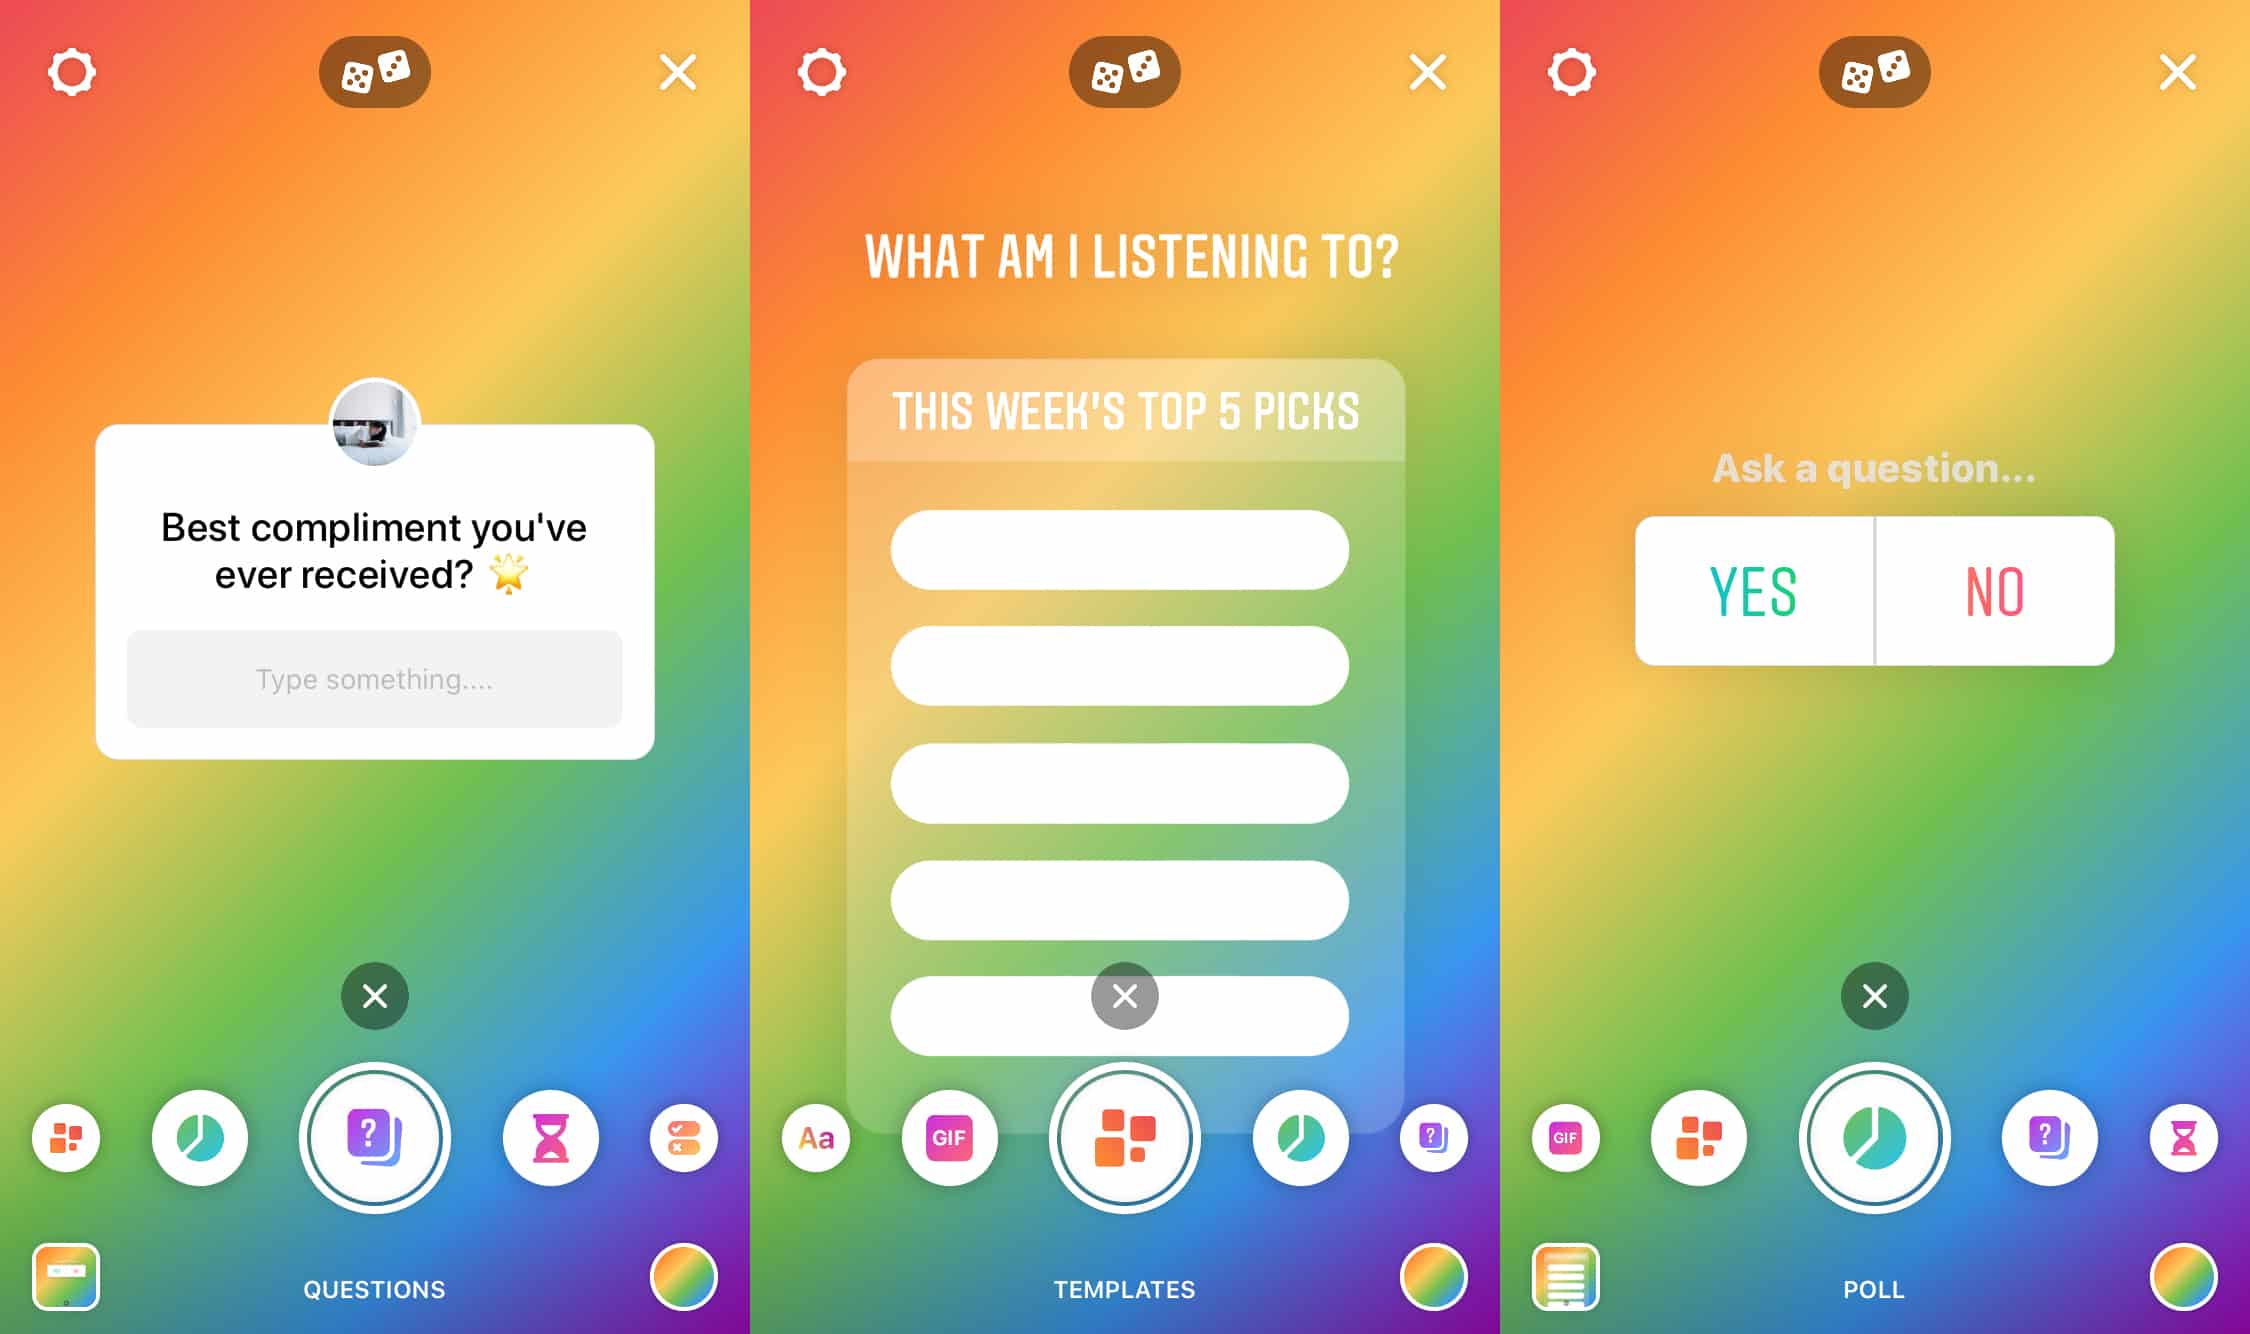 Best compliment you've
ever received? 🌟
Type something....
?
QUESTIONS
WHAT AM I LISTENING TO?
THIS WEEK'S TOP 5 PICKS
Aa
GIF
?
TEMPLATES
Ask a question...
YES
NO
GIF
?
POLL